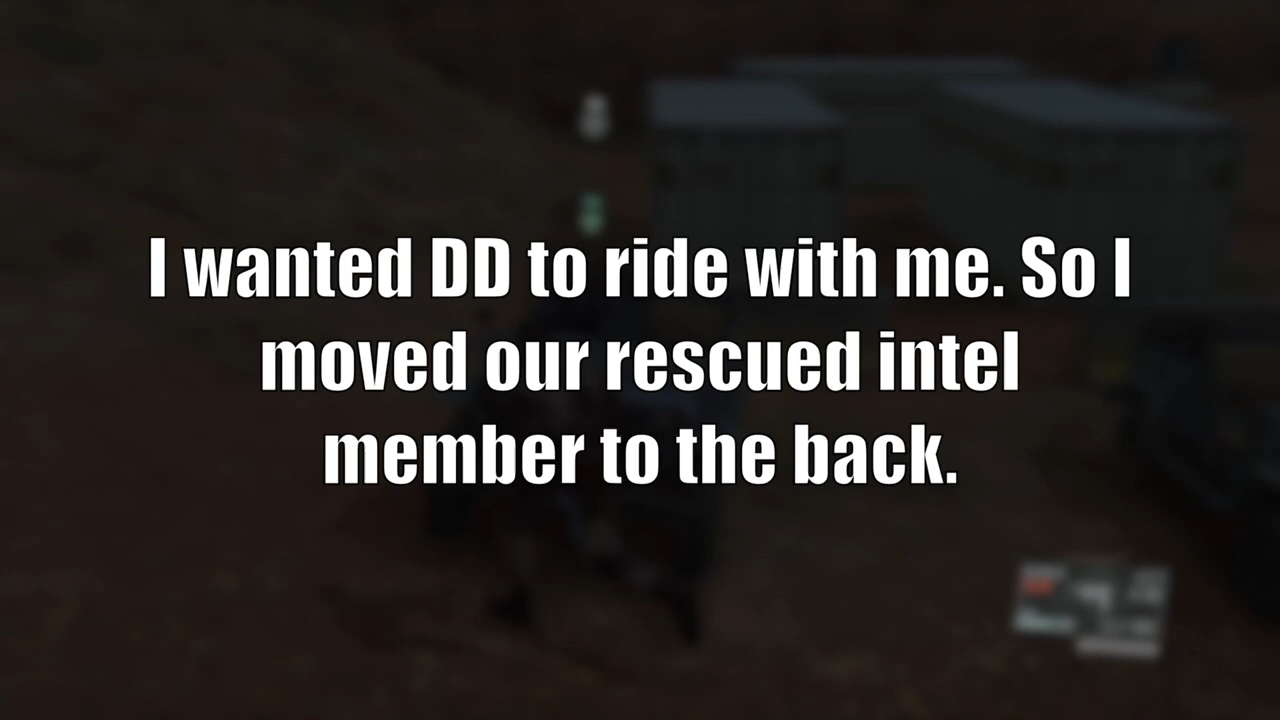 I wanted DD to ride with me. So I
moved our rescued intel
member to the back.